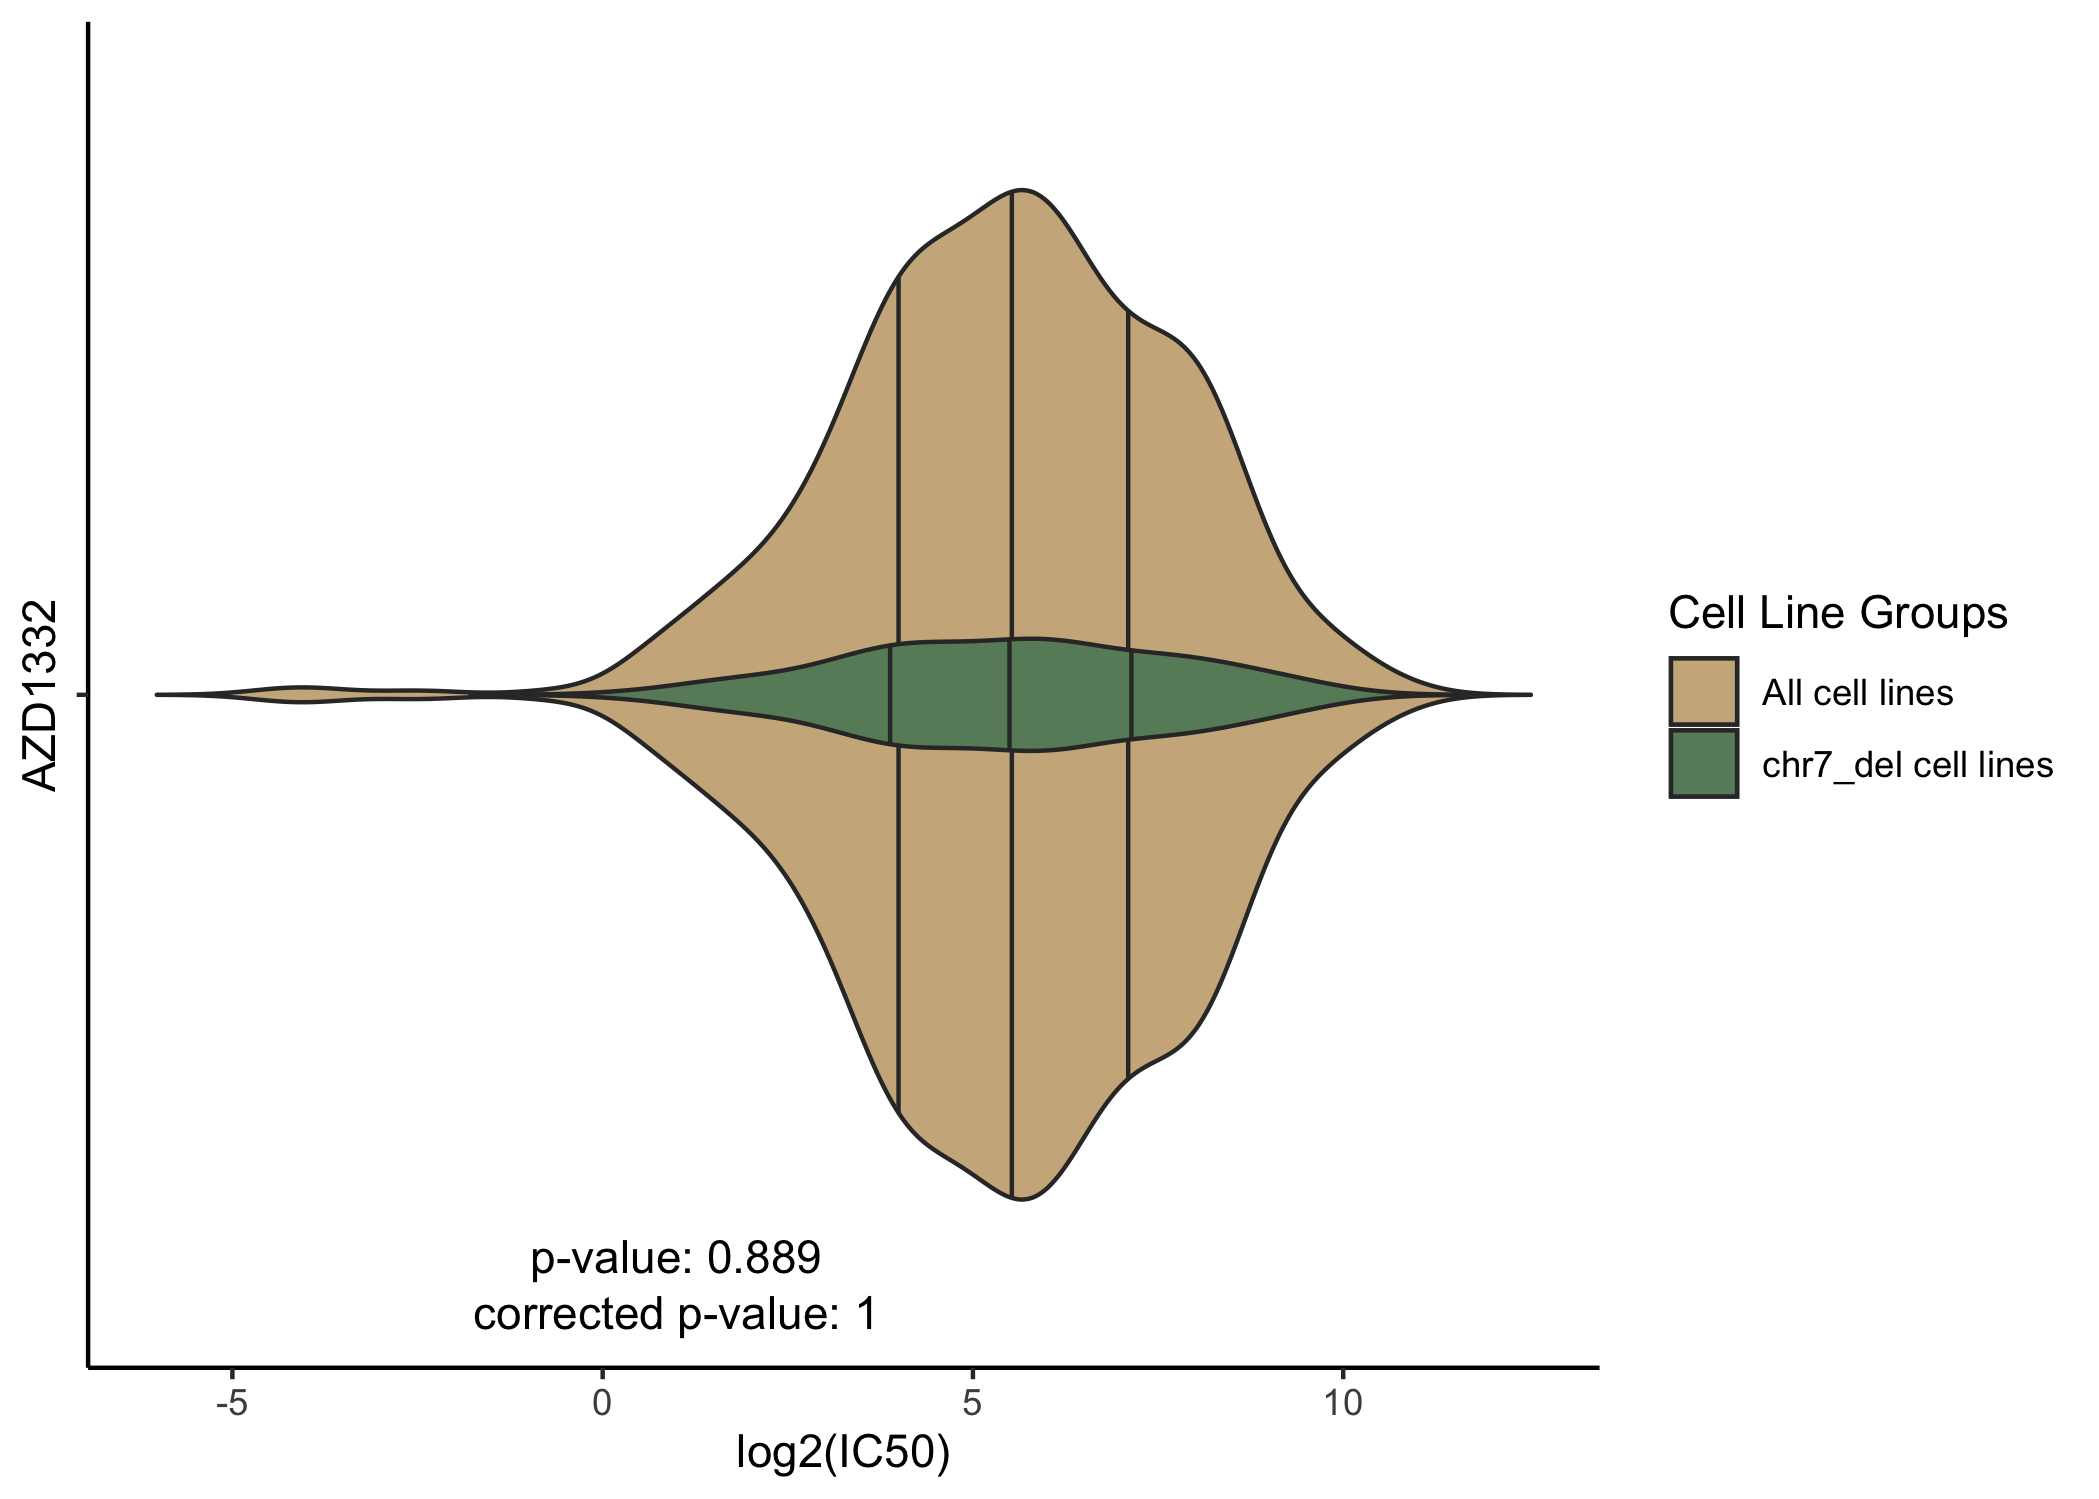 AZD1332
p-value: 0.889
corrected p-value: 1
-5
0
5
10
log2(IC50)
Cell Line Groups
All cell lines
chr7_del cell lines